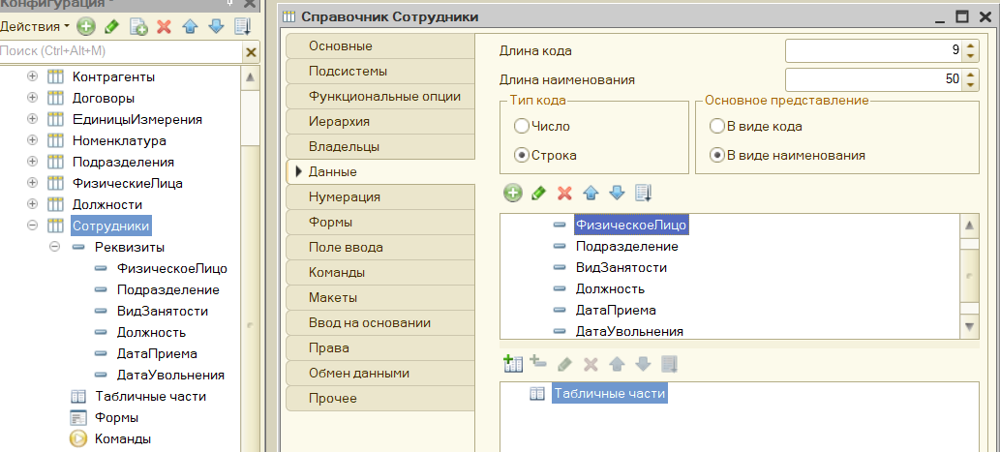 Конфигурация *
Действия
Поиск (Ctrl+Alt+M)
Контрагенты
Договоры
ЕдиницыИзмерения
Номенклатура
Подразделения
ФизическиеЛица
Должности
Сотрудники
Реквизиты
ФизическоеЛицо
Подразделение
ВидЗанятости
Должность
ДатаПриема
ДатаУвольнения
Табличные части
Формы
Команды
Справочник Сотрудники
Основные
Подсистемы
Функциональные опции
Иерархия
Владельцы
Данные
Нумерация
Формы
Поле ввода
Команды
Макеты
Ввод на основании
Права
Обмен данными
Прочее
Длина кода
9
Длина наименования
50
Тип кода
Число
Строка
Основное представление
В виде кода
В виде наименования
ФизическоеЛицо
Подразделение
ВидЗанятости
Должность
ДатаПриема
ДатаУвольнения
Табличные части